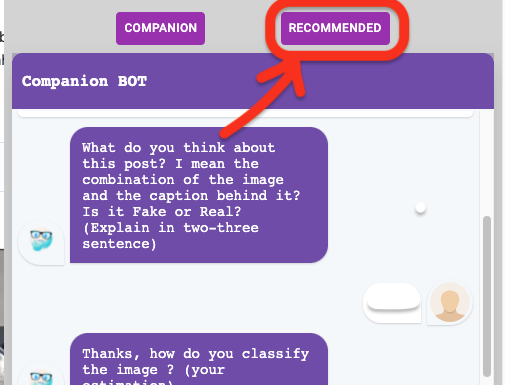 COMPANION RECOMMENDED
Companion BOT
What do you think about
this post? I mean the
combination of the image
and the caption behind it?
Is it Fake or Real?
(Explain in two-three
sentence)
Thanks, how do you classify
the image ? (your
estimation)